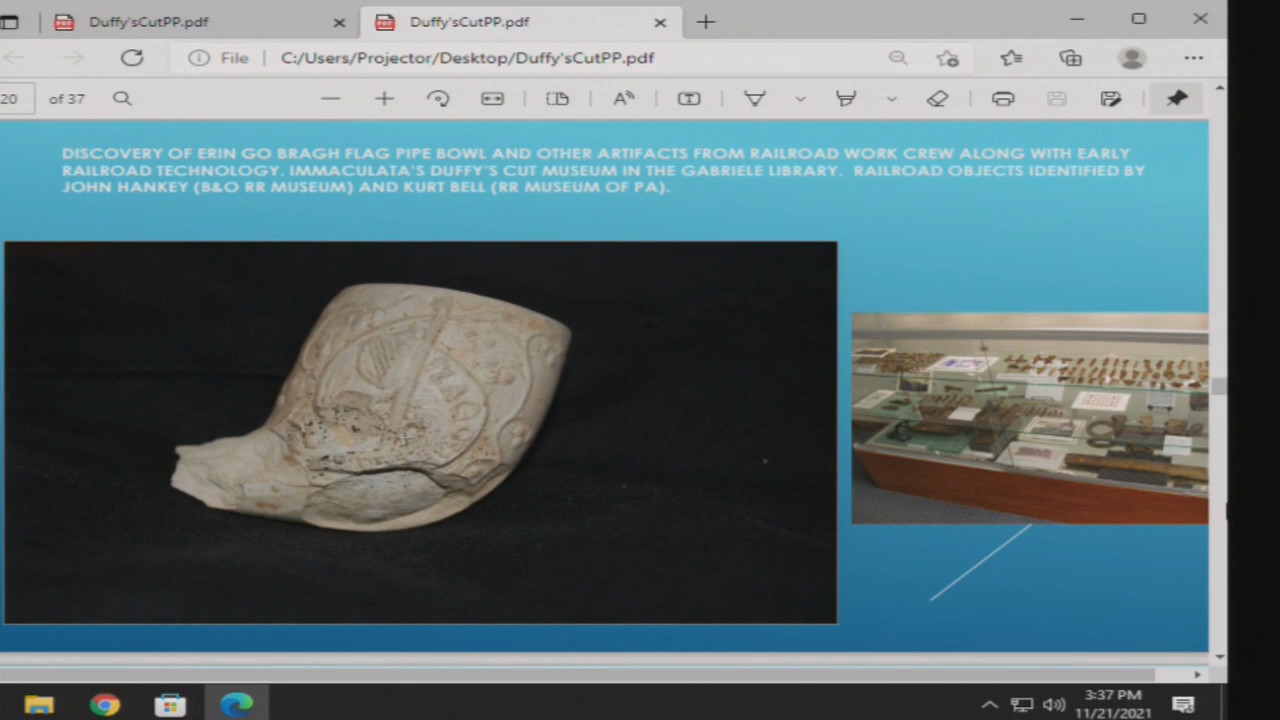 Duffy'sCutPP.pdf
Duffy'sCutPP.pdf
File
C:/Users/Projector/Desktop/Duffy'sCutPP.pdf
20 of 37
DISCOVERY OF ERIN GO BRAGH FLAG PIPE BOWL AND OTHER ARTIFACTS FROM RAILROAD WORK CREW ALONG WITH EARLY
RAILROAD TECHNOLOGY. IMMACULATA'S DUFFY'S CUT MUSEUM IN THE GABRIELE LIBRARY. RAILROAD OBJECTS IDENTIFIED BY
JOHN HANKEY (B&O RR MUSEUM) AND KURT BELL (RR MUSEUM OF PA).
3:37 PM
11/21/2021